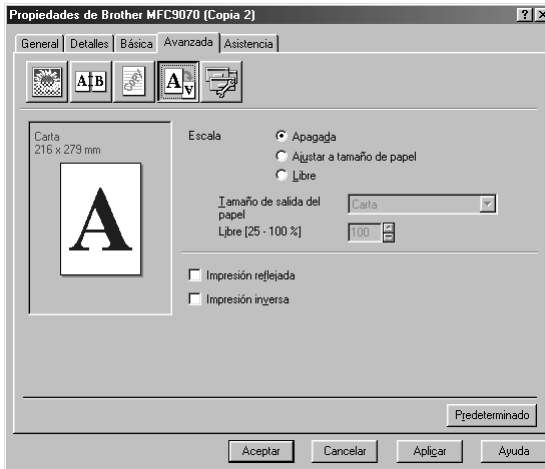 Propiedades de Brother MFC9070 (Copia 2)
General Detalles Básica Avanzada Asistencia
A B
A A
Carta
216 x 279 mm
A
Escala
Apagada
Ajustar a tamaño de papel
Libre
Tamaño de salida del
papel
Carta
Libre [25 - 100 %]
100
Impresión reflejada
Impresión inversa
Predeterminado
Aceptar Cancelar Aplicar Ayuda